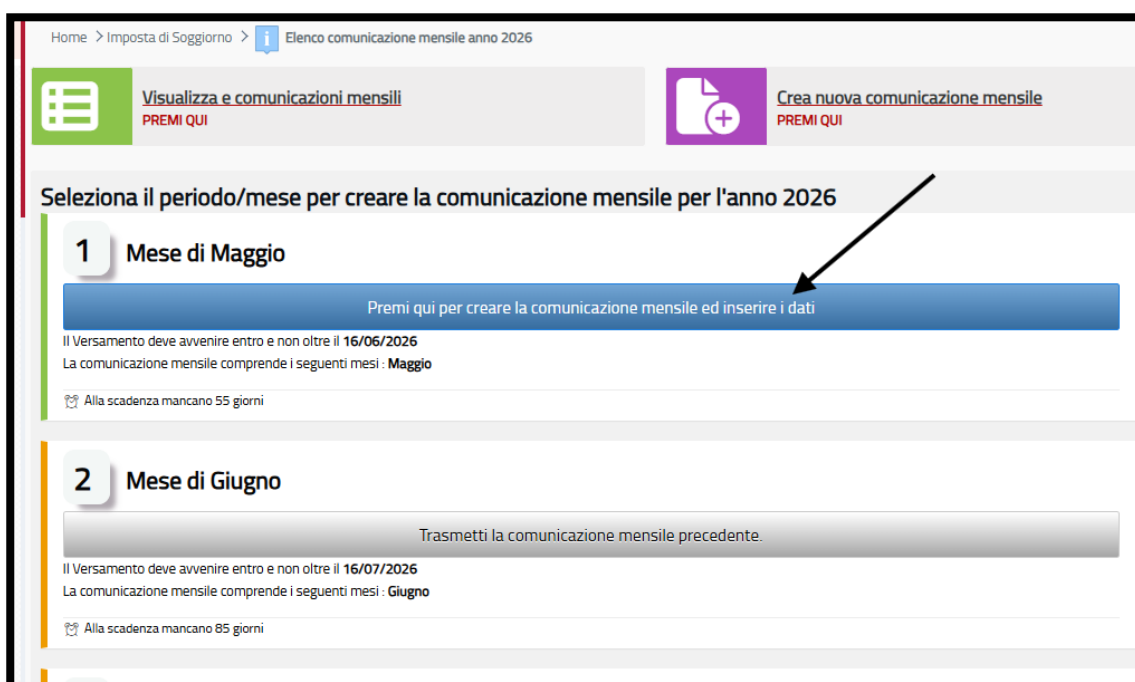 Home > Imposta di Soggiorno > i Elenco comunicazione mensile anno 2026
Visualizza e comunicazioni mensili
PREMI QUI
Crea nuova comunicazione mensile
PREMI QUI
Seleziona il periodo/mese per creare la comunicazione mensile per l'anno 2026
1 Mese di Maggio
Premi qui per creare la comunicazione mensile ed inserire i dati
Il Versamento deve avvenire entro e non oltre il 16/06/2026
La comunicazione mensile comprende i seguenti mesi : Maggio
Alla scadenza mancano 55 giorni
2 Mese di Giugno
Trasmetti la comunicazione mensile precedente.
Il Versamento deve avvenire entro e non oltre il 16/07/2026
La comunicazione mensile comprende i seguenti mesi : Giugno
Alla scadenza mancano 85 giorni